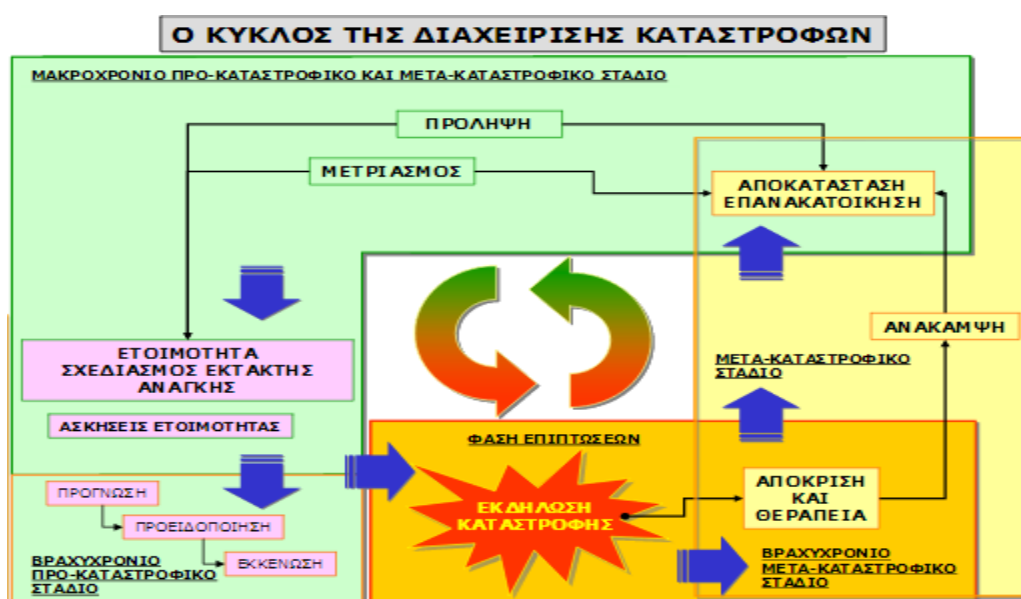 Ο ΚΥΚΛΟΣ ΤΗΣ ΔΙΑΧΕΙΡΙΣΗΣ ΚΑΤΑΣΤΡΟΦΩΝ
ΜΑΚΡΟΧΡΟΝΙΟ ΠΡΟ-ΚΑΤΑΣΤΡΟΦΙΚΟ ΚΑΙ ΜΕΤΑ-ΚΑΤΑΣΤΡΟΦΙΚΟ ΣΤΑΔΙΟ
ΠΡΟΛΗΨΗ
ΜΕΤΡΙΑΣΜΟΣ
ΑΠΟΚΑΤΑΣΤΑΣΗ
ΕΠΑΝΑΚΑΤΟΙΚΗΣΗ
ΑΝΑΚΑΜΨΗ
ΕΤΟΙΜΟΤΗΤΑ
ΣΧΕΔΙΑΣΜΟΣ ΕΚΤΑΚΤΗΣ
ΑΝΑΓΚΗΣ
ΜΕΤΑ-ΚΑΤΑΣΤΡΟΦΙΚΟ
ΣΤΑΔΙΟ
ΑΣΚΗΣΕΙΣ ΕΤΟΙΜΟΤΗΤΑΣ
ΦΑΣΗ ΕΠΙΠΤΩΣΕΩΝ
ΠΡΟΓΝΩΣΗ
ΠΡΟΕΙΔΟΠΟΙΗΣΗ
ΕΚΚΕΝΩΣΗ
ΕΚΔΗΛΩΣΗ
ΚΑΤΑΣΤΡΟΦΗΣ
ΑΠΟΚΡΙΣΗ
ΚΑΙ
ΘΕΡΑΠΕΙΑ
ΒΡΑΧΥΧΡΟΝΙΟ
ΠΡΟ-ΚΑΤΑΣΤΡΟΦΙΚΟ
ΣΤΑΔΙΟ
ΒΡΑΧΥΧΡΟΝΙΟ
ΜΕΤΑ-ΚΑΤΑΣΤΡΟΦΙΚΟ
ΣΤΑΔΙΟ